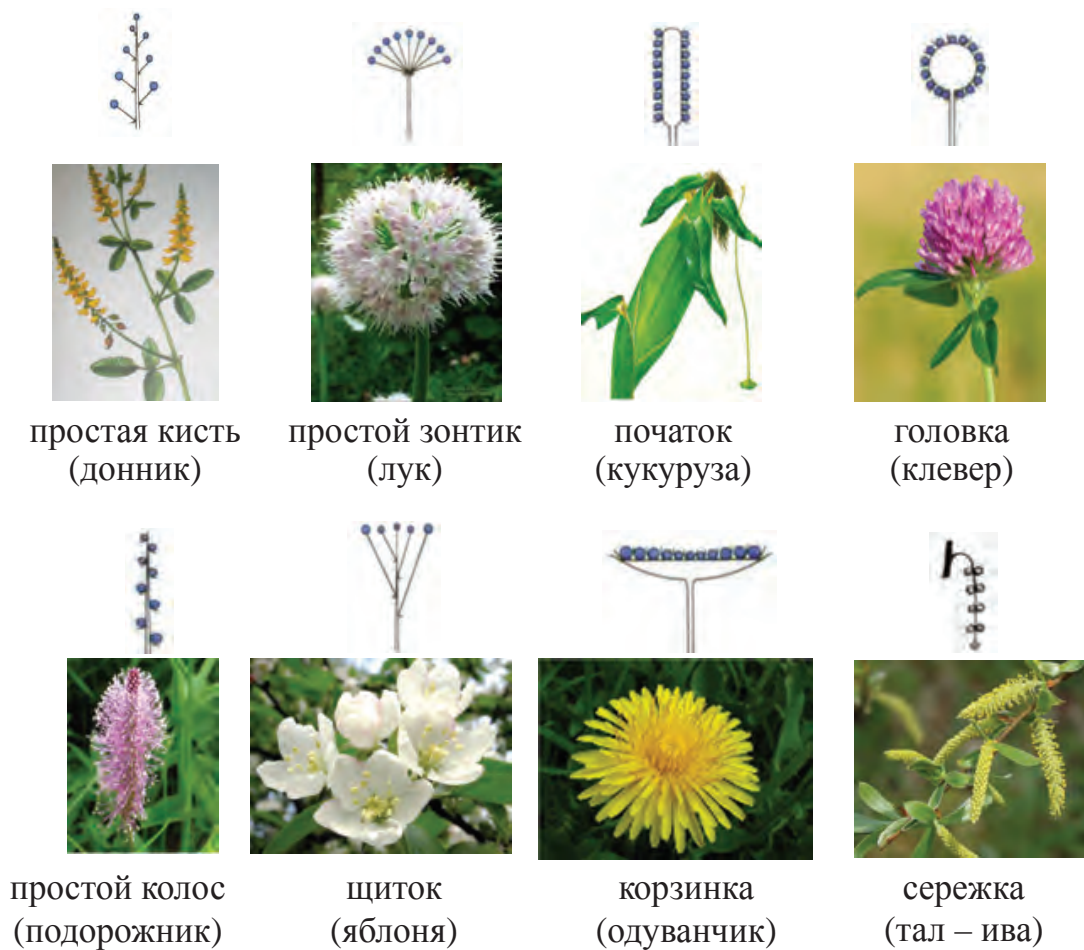 простая кисть
(донник)
простой зонтик
(лук)
початок
(кукуруза)
головка
(клевер)
простой колос
(подорожник)
щиток
(яблоня)
корзинка
(одуванчик)
сережка
(тал – ива)